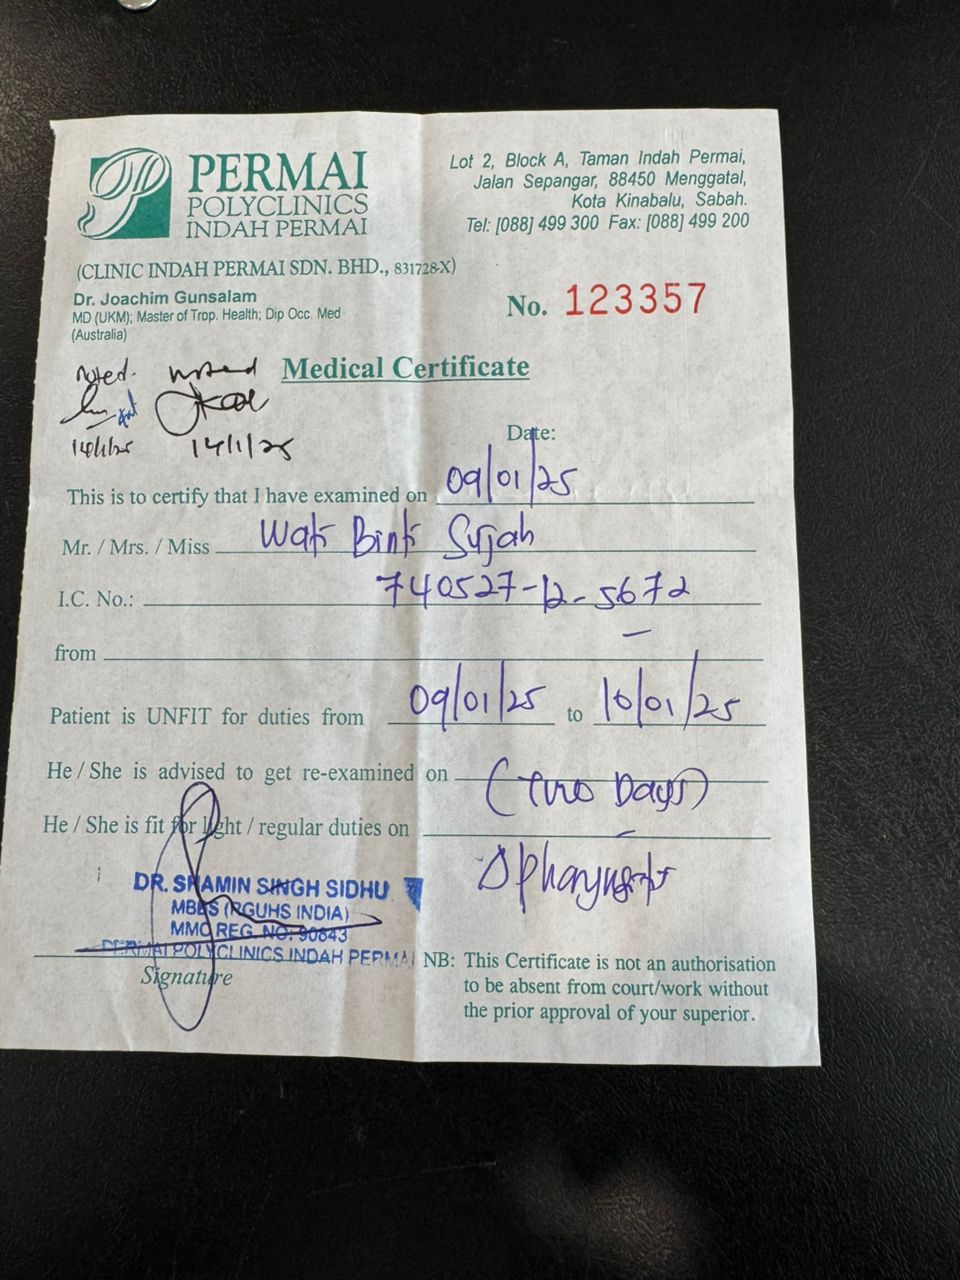 PERMAI
POLYCLINICS
INDAH PERMAI
Lot 2, Block A, Taman Indah Permai,
Jalan Sepangar, 88450 Menggatal,
Kota Kinabalu, Sabah.
Tel: [088] 499 300 Fax: [088] 499 200
(CLINIC INDAH PERMAI SDN. BHD., 831728-X)
Dr. Joachim Gunsalam
MD (UKM); Master of Trop. Health; Dip Occ. Med
(Australia)
No. 123357
noted. noted
Medical Certificate
14/1/25 14/1/25
Date:
This is to certify that I have examined on 09/01/25
Mr. / Mrs. / Miss Wati Binti Sujah
I.C. No.: 740527-12-5672
from
Patient is UNFIT for duties from 09/01/25 to 10/01/25
He / She is advised to get re-examined on (Two Days)
He / She is fit for light / regular duties on -
DR. SHAMIN SINGH SIDHU
MBBS (RGUHS INDIA)
MMC REG. NO: 90843
PERMAI POLYCLINICS INDAH PERMAI
Signature
NB: This Certificate is not an authorisation
to be absent from court/work without
the prior approval of your superior.